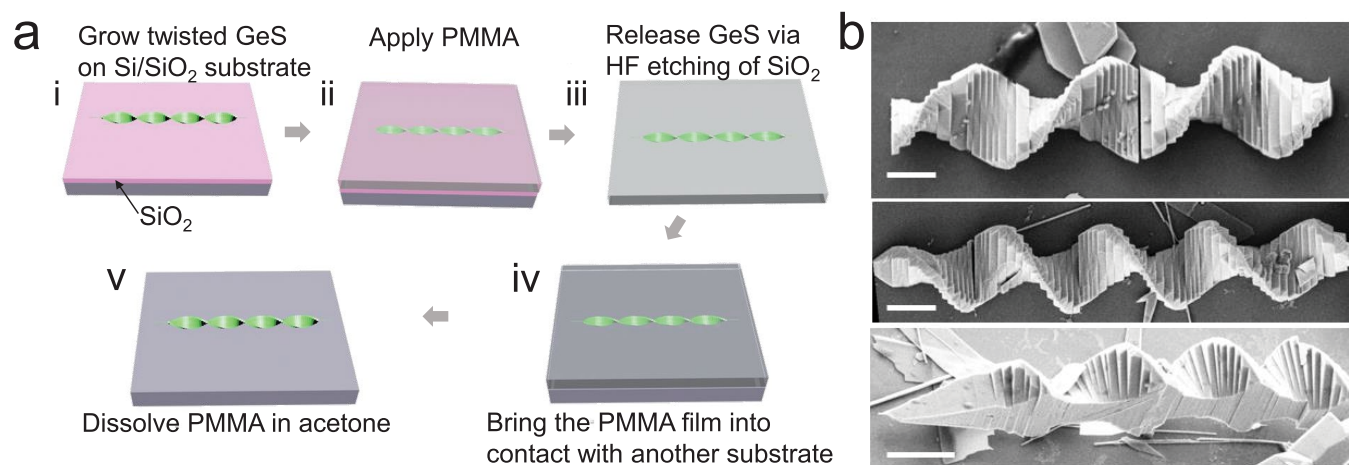 a
Grow twisted GeS
on Si/SiO₂ substrate
Apply PMMA
Release GeS via
HF etching of SiO₂
i
ii
iii
SiO₂
v
iv
Dissolve PMMA in acetone
Bring the PMMA film into
contact with another substrate
b